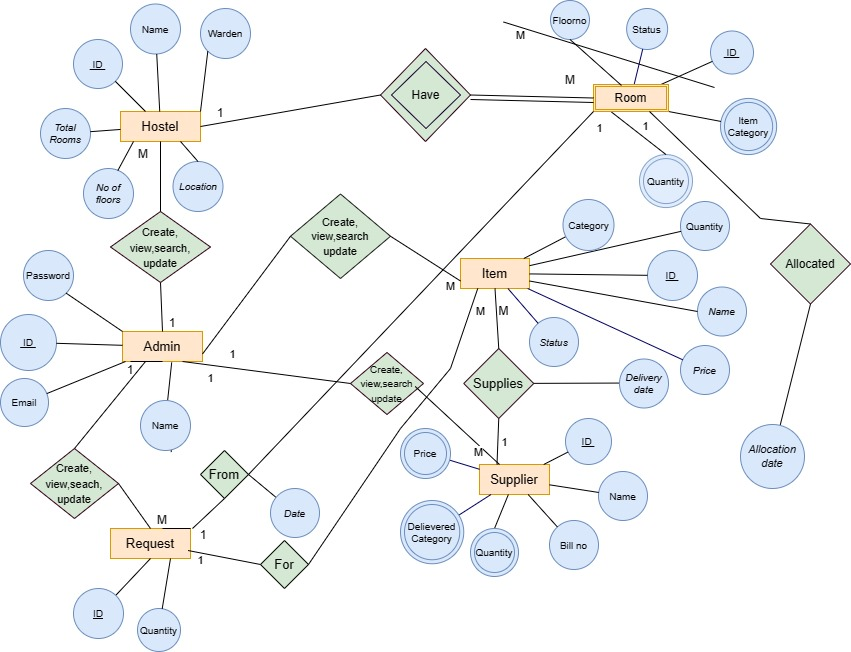 Name
Floorno
Status
Warden
M
ID
ID
M
Have
Room
1
Hostel
Total
Rooms
M
1
1
Item
Category
No of
floors
Location
Quantity
Create,
view,search,
update
Create,
view,search
update
Category
Quantity
Allocated
Password
Item
ID
M
M
M
Name
1
ID
Admin
1
Status
1
1
Create,
view,search
update
Supplies
Delivery
date
Price
Email
Name
1
ID
M
Price
Allocation
date
Create,
view,seach,
update
From
Supplier
Name
Date
M
1
Delievered
Category
Quantity
Bill no
Request
1
For
ID
Quantity